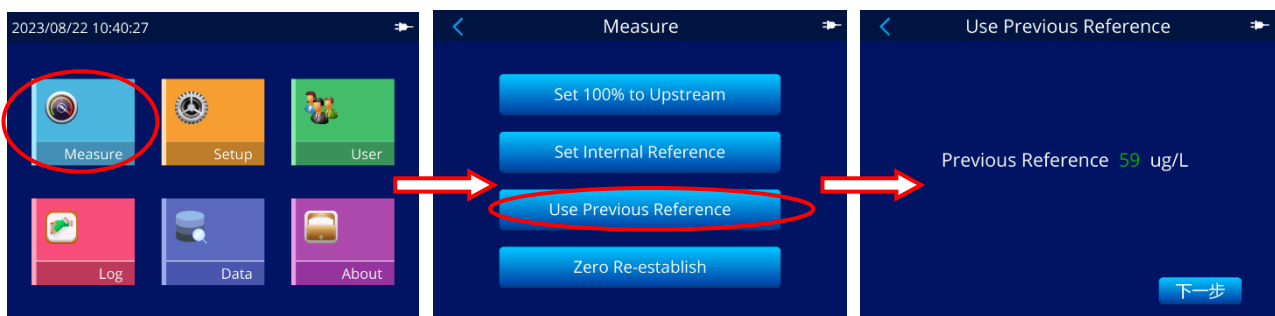 2023/08/22 10:40:27
Measure
Setup
User
Log
Data
About
Measure
Set 100% to Upstream
Set Internal Reference
Use Previous Reference
Zero Re-establish
Use Previous Reference
Previous Reference 59 ug/L
下一步